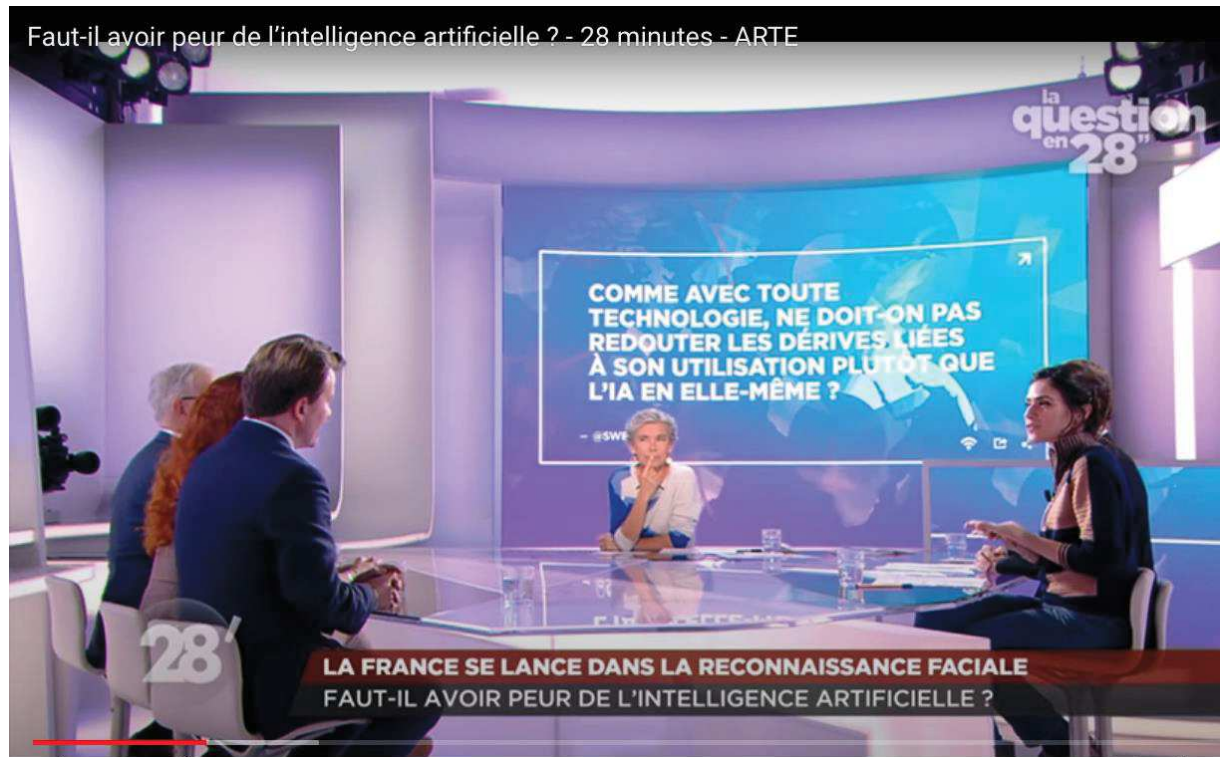 Faut-il avoir peur de l’intelligence artificielle ? - 28 minutes - ARTE
la
question
en 28"
COMME AVEC TOUTE
TECHNOLOGIE, NE DOIT-ON PAS
REDOUTER LES DÉRIVES LIÉES
À SON UTILISATION PLUTÔT QUE
L'IA EN ELLE-MÊME ?
28'
LA FRANCE SE LANCE DANS LA RECONNAISSANCE FACIALE
FAUT-IL AVOIR PEUR DE L'INTELLIGENCE ARTIFICIELLE ?